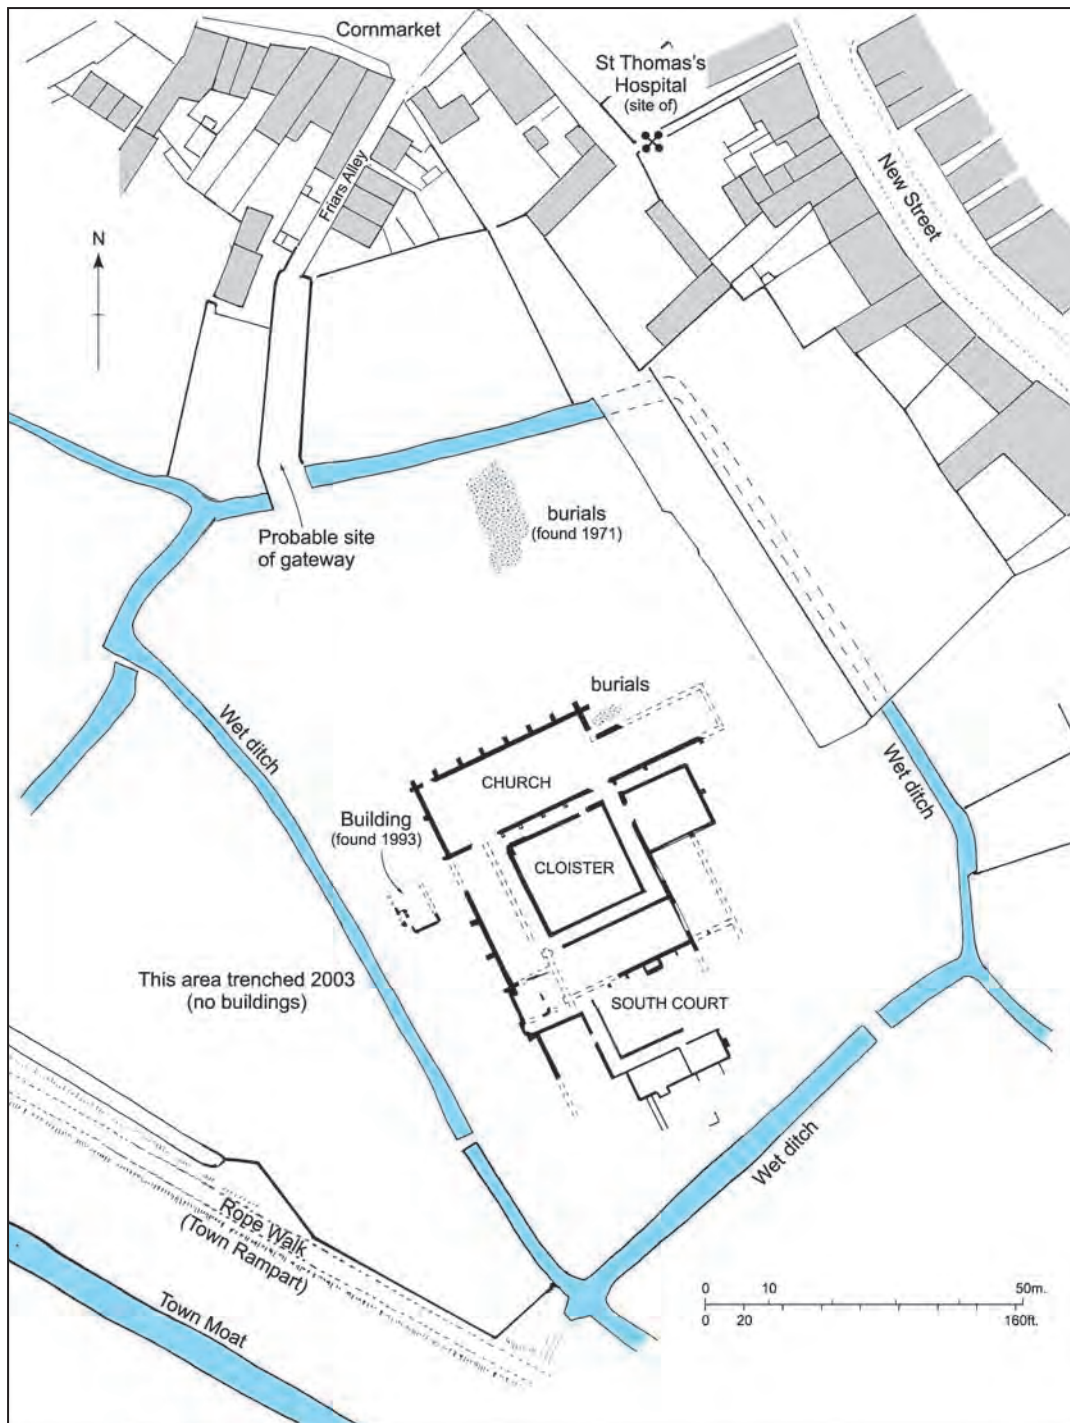 Cornmarket
St Thomas's
Hospital
(site of)
New Street
Friars Alley
N
burials
(found 1971)
Probable site
of gateway
burials
Wet ditch
Wet ditch
CHURCH
Building
(found 1993)
CLOISTER
This area trenched 2003
(no buildings)
SOUTH COURT
Wet ditch
Rope Walk
(Town Rampart)
Town Moat
0 10 50m.
0 20 160ft.